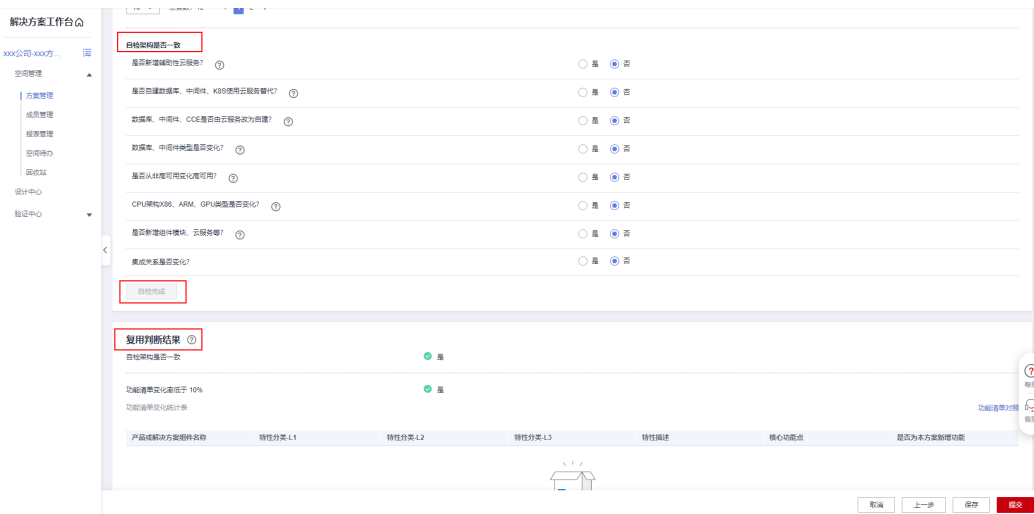 解决方案工作台
xxx公司-xxx方...
空间管理
方案管理
成员管理
报表管理
空间待办
回收站
设计中心
验证中心
自检架构是否一致
是否新增辅助性云服务? 是 否
是否自建数据库、中间件、K8S使用云服务替代? 是 否
数据库、中间件、CCE是否由云服务改为自建? 是 否
数据库、中间件类型是否变化? 是 否
是否从非高可用变化高可用? 是 否
CPU架构X86、ARM、GPU类型是否变化? 是 否
是否新增组件模块、云服务等? 是 否
集成关系是否变化? 是 否
自检完成
复用判断结果
自检架构是否一致 是
功能清单变化率低于 10% 是
功能清单变化统计表 功能清单对照
产品或解决方案组件名称 特性分类-L1 特性分类-L2 特性分类-L3 特性描述 核心功能点 是否为本方案新增功能
取消 上一步 保存 提交